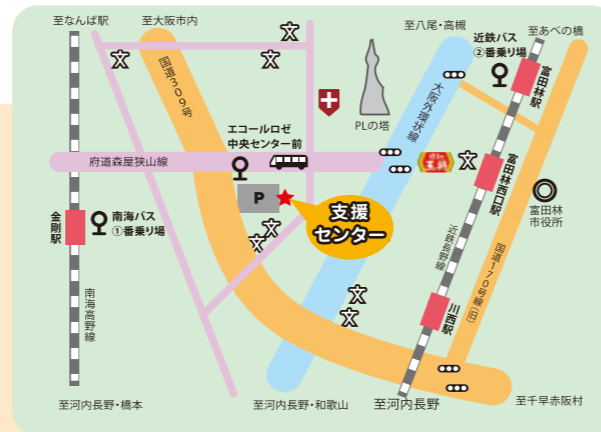 至なんば駅
至大阪市内
至八尾・高槻
至あべの橋
近鉄バス
②番乗り場
富田林駅
国道309号
大阪外環状線
PLの塔
エコールロゼ
中央センター前
府道森屋狭山線
P
支援
センター
富田林西口駅
富田林
市役所
金剛駅
南海バス
①番乗り場
近鉄長野線
国道170号線(旧)
川西駅
南海高野線
至河内長野・橋本
至河内長野・和歌山
至河内長野
至千早赤阪村